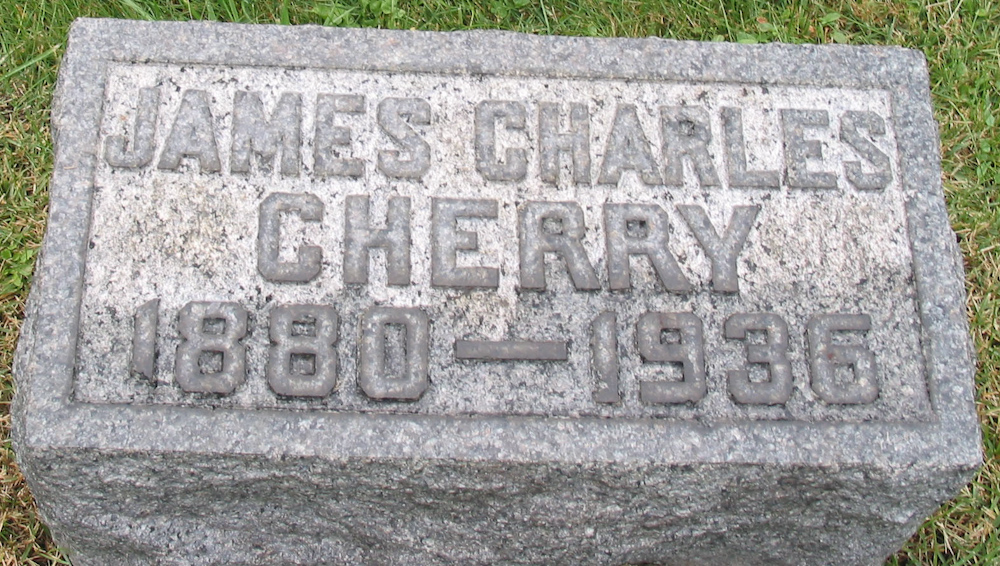 JAMES CHARLES
CHERRY
1880 — 1936